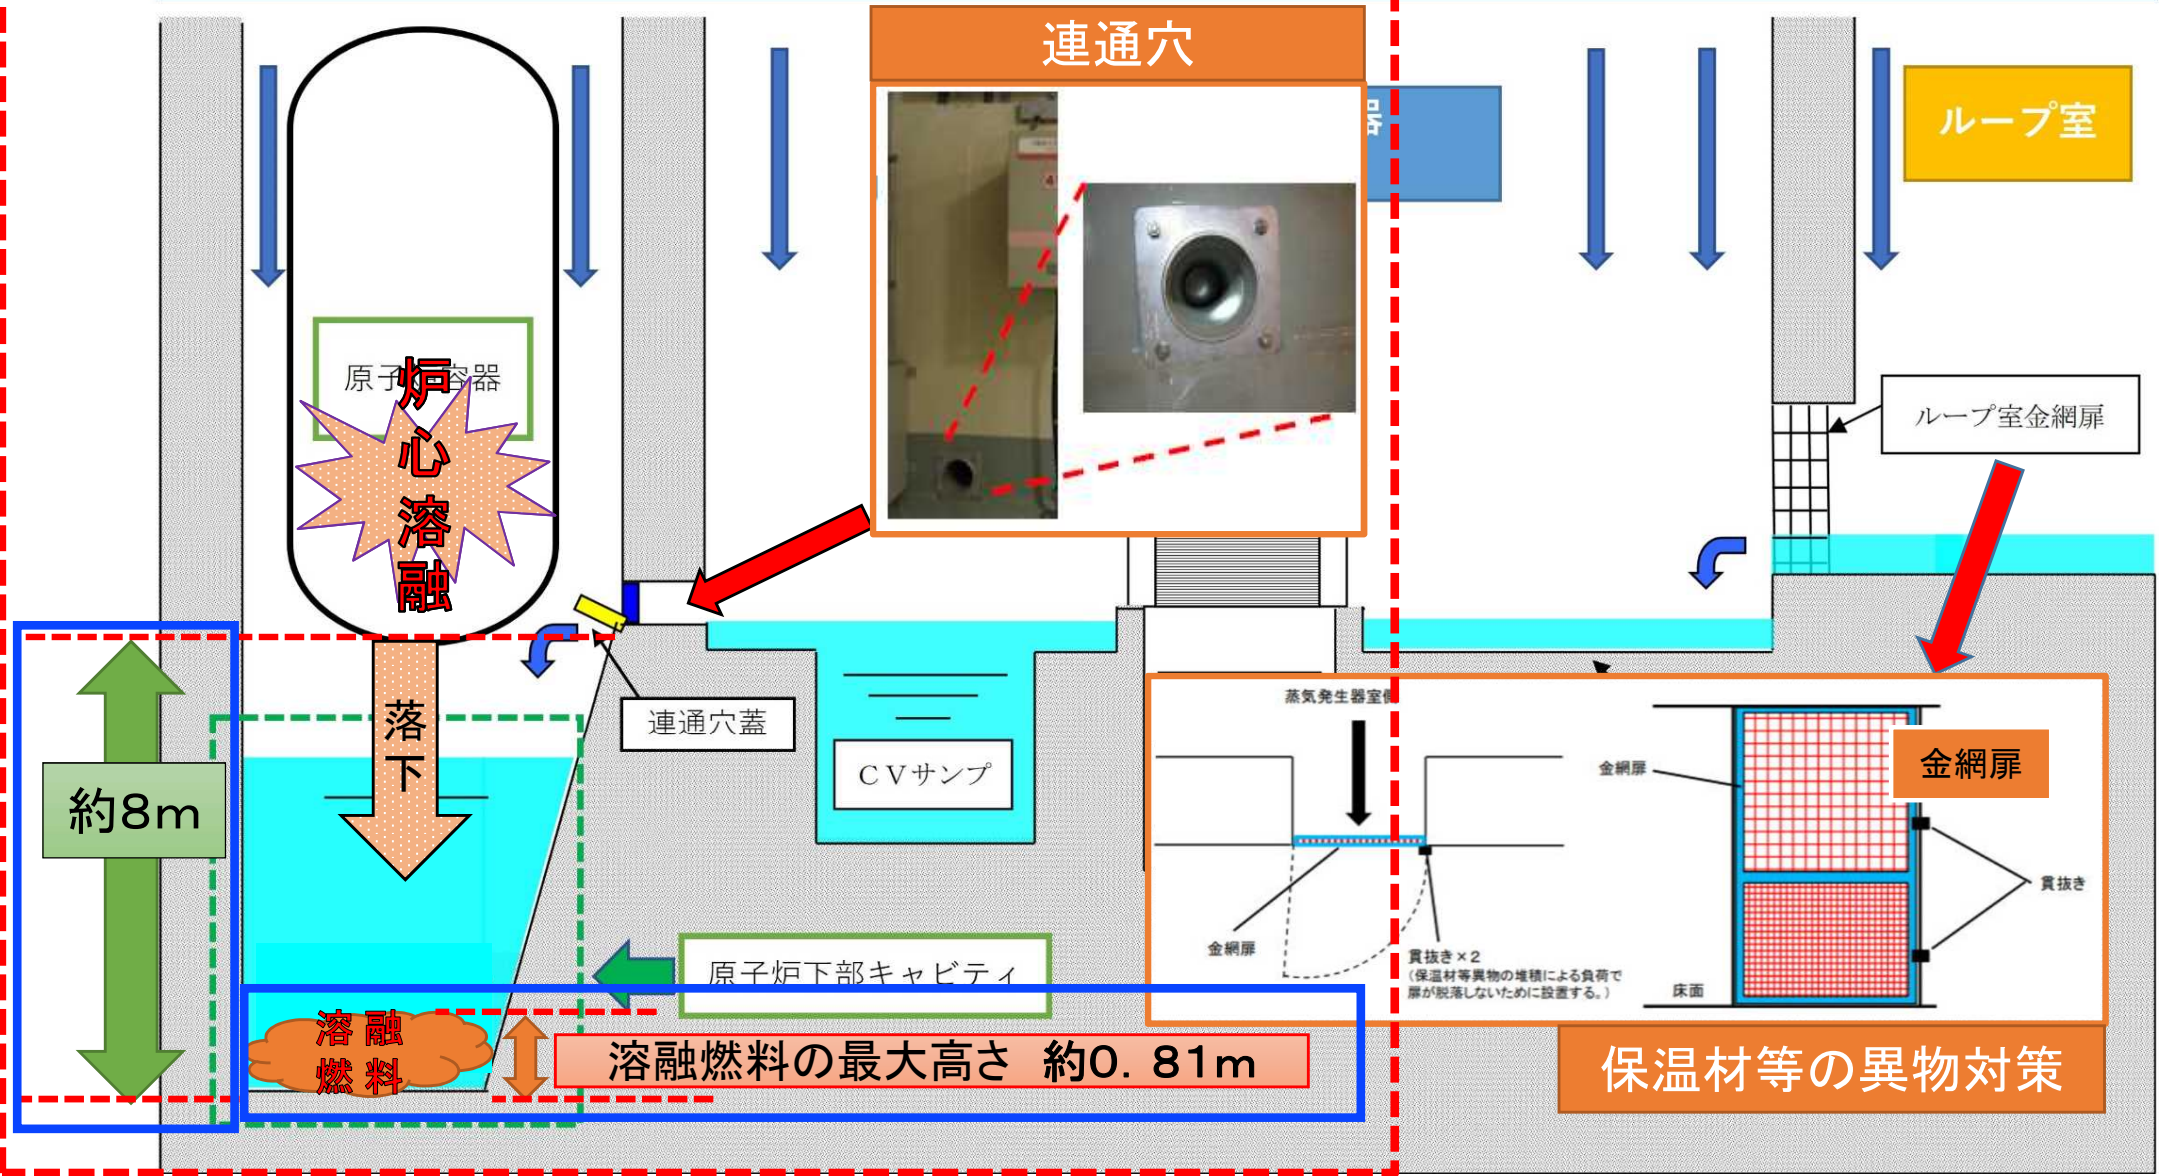 連通穴
器
ループ室
原子 容器
炉
心
溶
融
ループ室金網扉
落
下
連通穴蓋
CVサンプ
約8m
原子炉下部キャビティ
溶融
燃料
溶融燃料の最大高さ 約0.81m
蒸気発生器室側
金網扉
貫抜き×2
(保温材等異物の堆積による負荷で
扉が脱落しないために設置する。)
金網扉
金網扉
貫抜き
床面
保温材等の異物対策